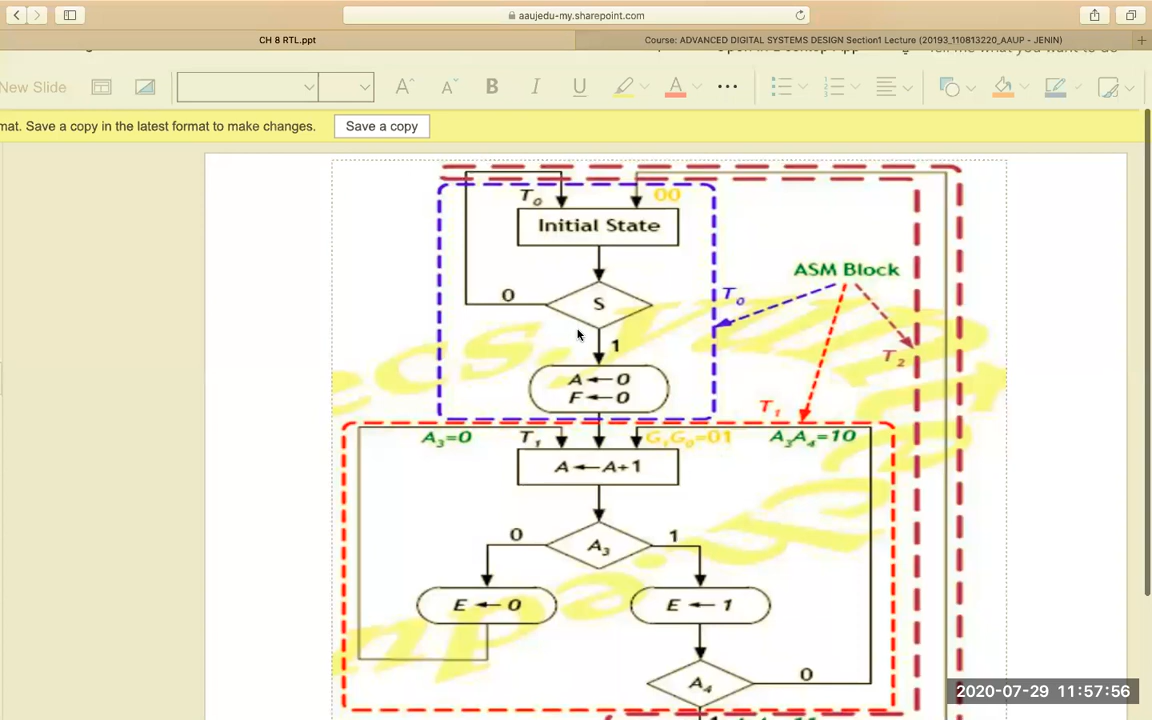 aaujedu-my.sharepoint.com
CH 8 RTL.ppt
Course: ADVANCED DIGITAL SYSTEMS DESIGN Section1 Lecture (20193_110813220_AAUP - JENIN)
New Slide
B I U A
mat. Save a copy in the latest format to make changes. Save a copy
T0 00
Initial State
ASM Block
0 S T0
1
T2
A ← 0
F ← 0
T1
A3=0 T1 G1G0=01 A3A4=10
A ← A+1
0 A3 1
E ← 0 E ← 1
A4 0
2020-07-29 11:57:56